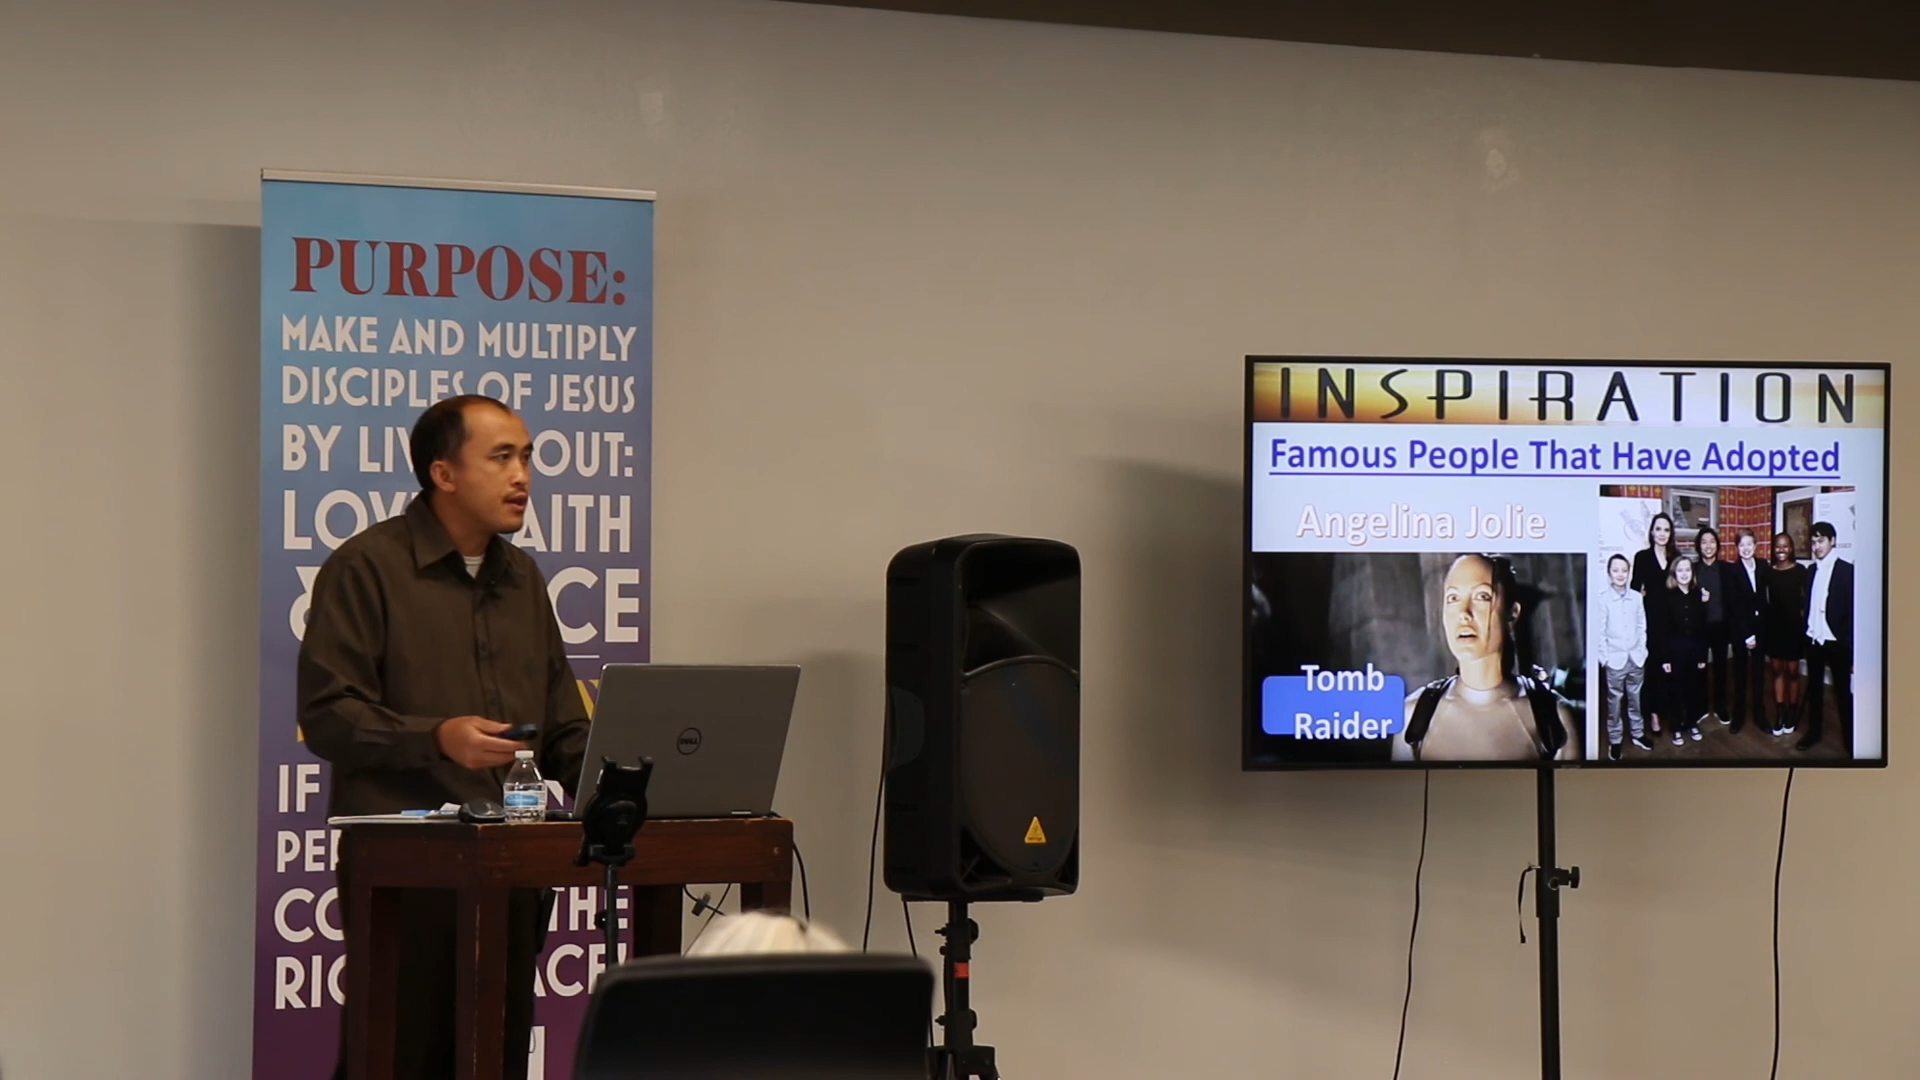 PURPOSE:
MAKE AND MULTIPLY
DISCIPLES OF JESUS
BY LIV OUT:
LOV AITH
& CE
IF
PE
CO THE
RIG ACE!
DELL
INSPIRATION
Famous People That Have Adopted
Angelina Jolie
Tomb
Raider